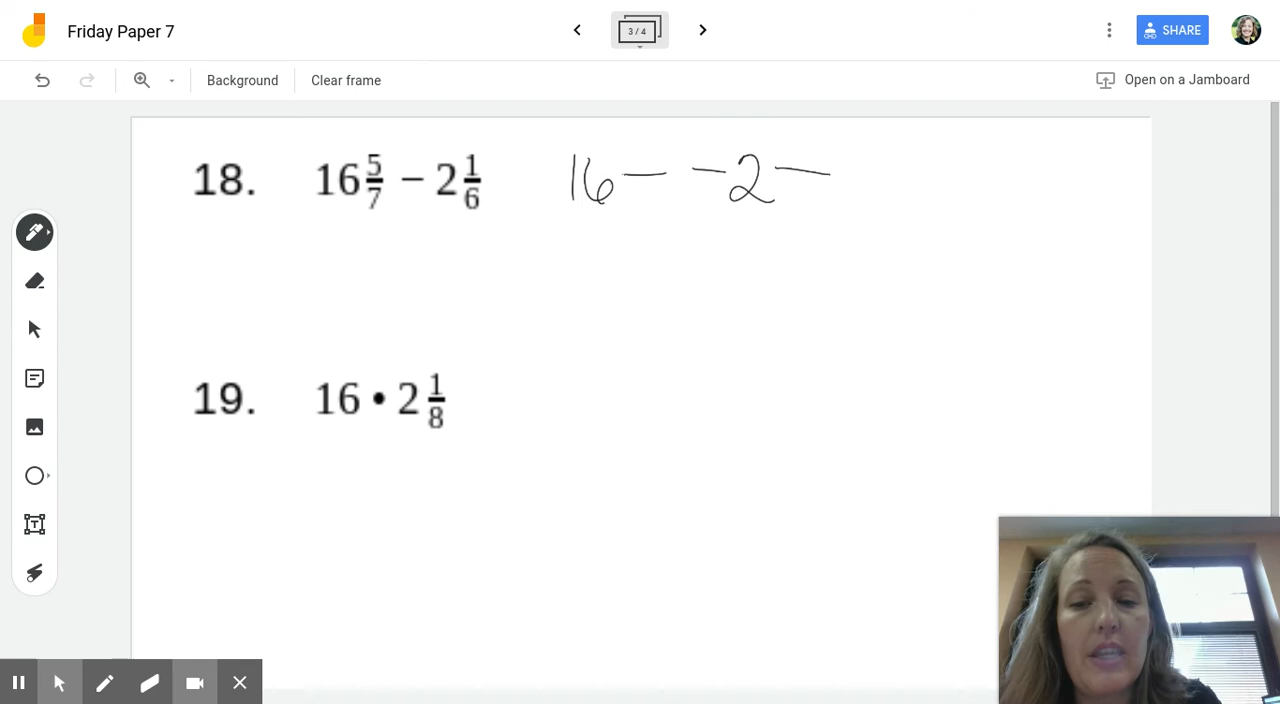 Friday Paper 7
3 / 4
SHARE
Background
Clear frame
Open on a Jamboard
18. 16 5/7 − 2 1/6 16— −2—
19. 16 • 2 1/8